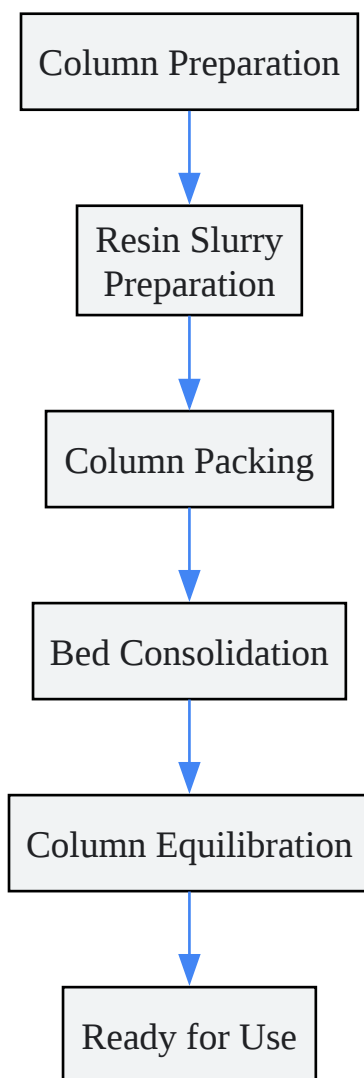 Column Preparation
Resin Slurry
Preparation
Column Packing
Bed Consolidation
Column Equilibration
Ready for Use